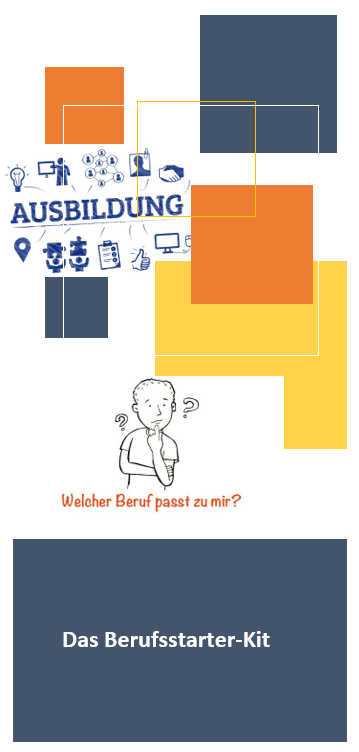 AUSBILDUNG
? ?
Welcher Beruf passt zu mir?
Das Berufsstarter-Kit